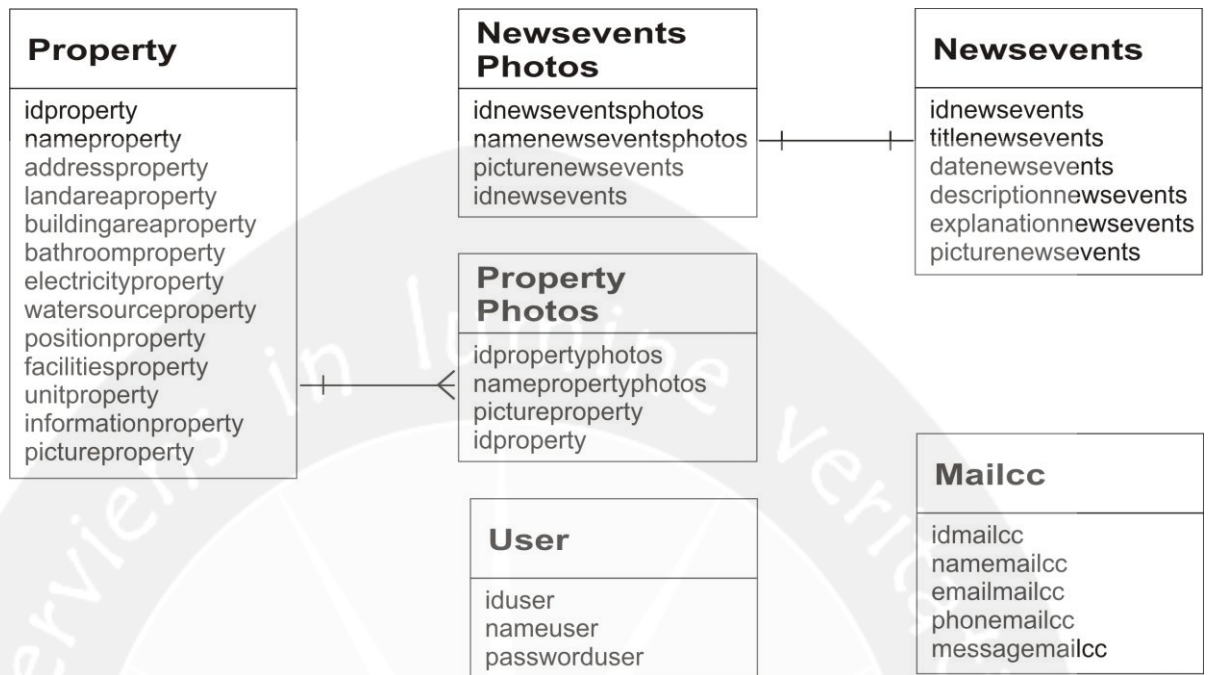 Property
idproperty
nameproperty
addressproperty
landareaproperty
buildingareaproperty
bathroomproperty
electricityproperty
watersourceproperty
positionproperty
facilitiesproperty
unitproperty
informationproperty
pictureproperty
Newsevents
Photos
idnewseventsphotos
namenewseventsphotos
picturenewsevents
idnewsevents
Newsevents
idnewsevents
titlenewsevents
datenewsevents
descriptionnewsevents
explanationnewsevents
picturenewsevents
Property
Photos
idpropertyphotos
namepropertyphotos
pictureproperty
idproperty
User
iduser
nameuser
passworduser
Mailcc
idmailcc
namemailcc
emailmailcc
phonemailcc
messagemailcc
in lumine